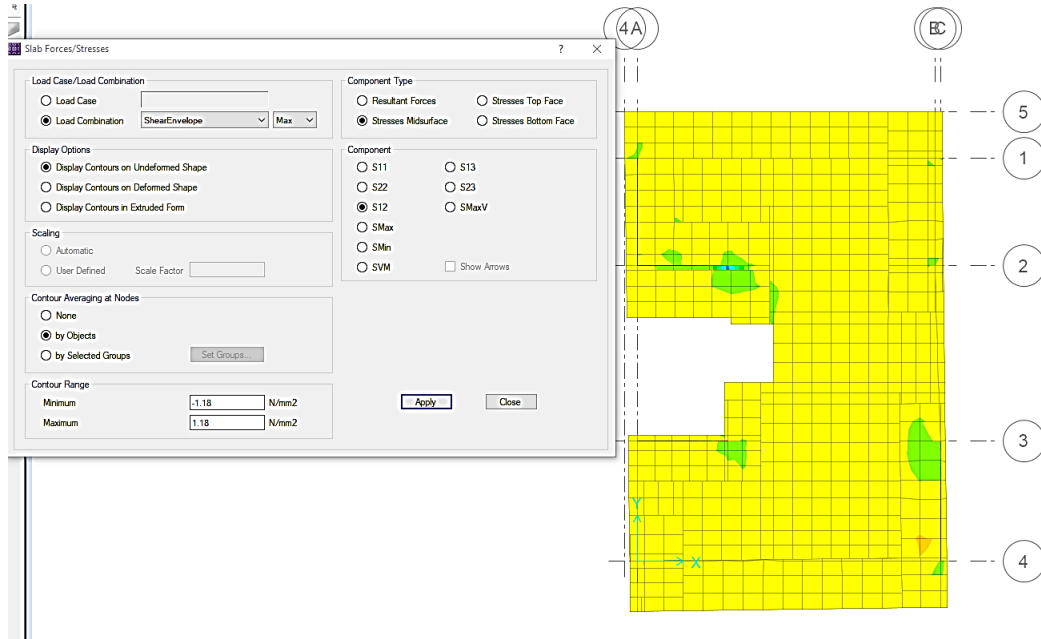 Slab Forces/Stresses
? ×
Load Case/Load Combination
Load Case
Load Combination ShearEnvelope Max
Display Options
Display Contours on Undeformed Shape
Display Contours on Deformed Shape
Display Contours in Extruded Form
Scaling
Automatic
User Defined Scale Factor
Contour Averaging at Nodes
None
by Objects
by Selected Groups Set Groups...
Contour Range
Minimum -1.18 N/mm2
Maximum 1.18 N/mm2
Component Type
Resultant Forces Stresses Top Face
Stresses Midsurface Stresses Bottom Face
Component
S11 S13
S22 S23
S12 SMaxV
SMax
SMin
SVM Show Arrows
Apply Close
4 A B C
5
1
2
3
4
Y
X